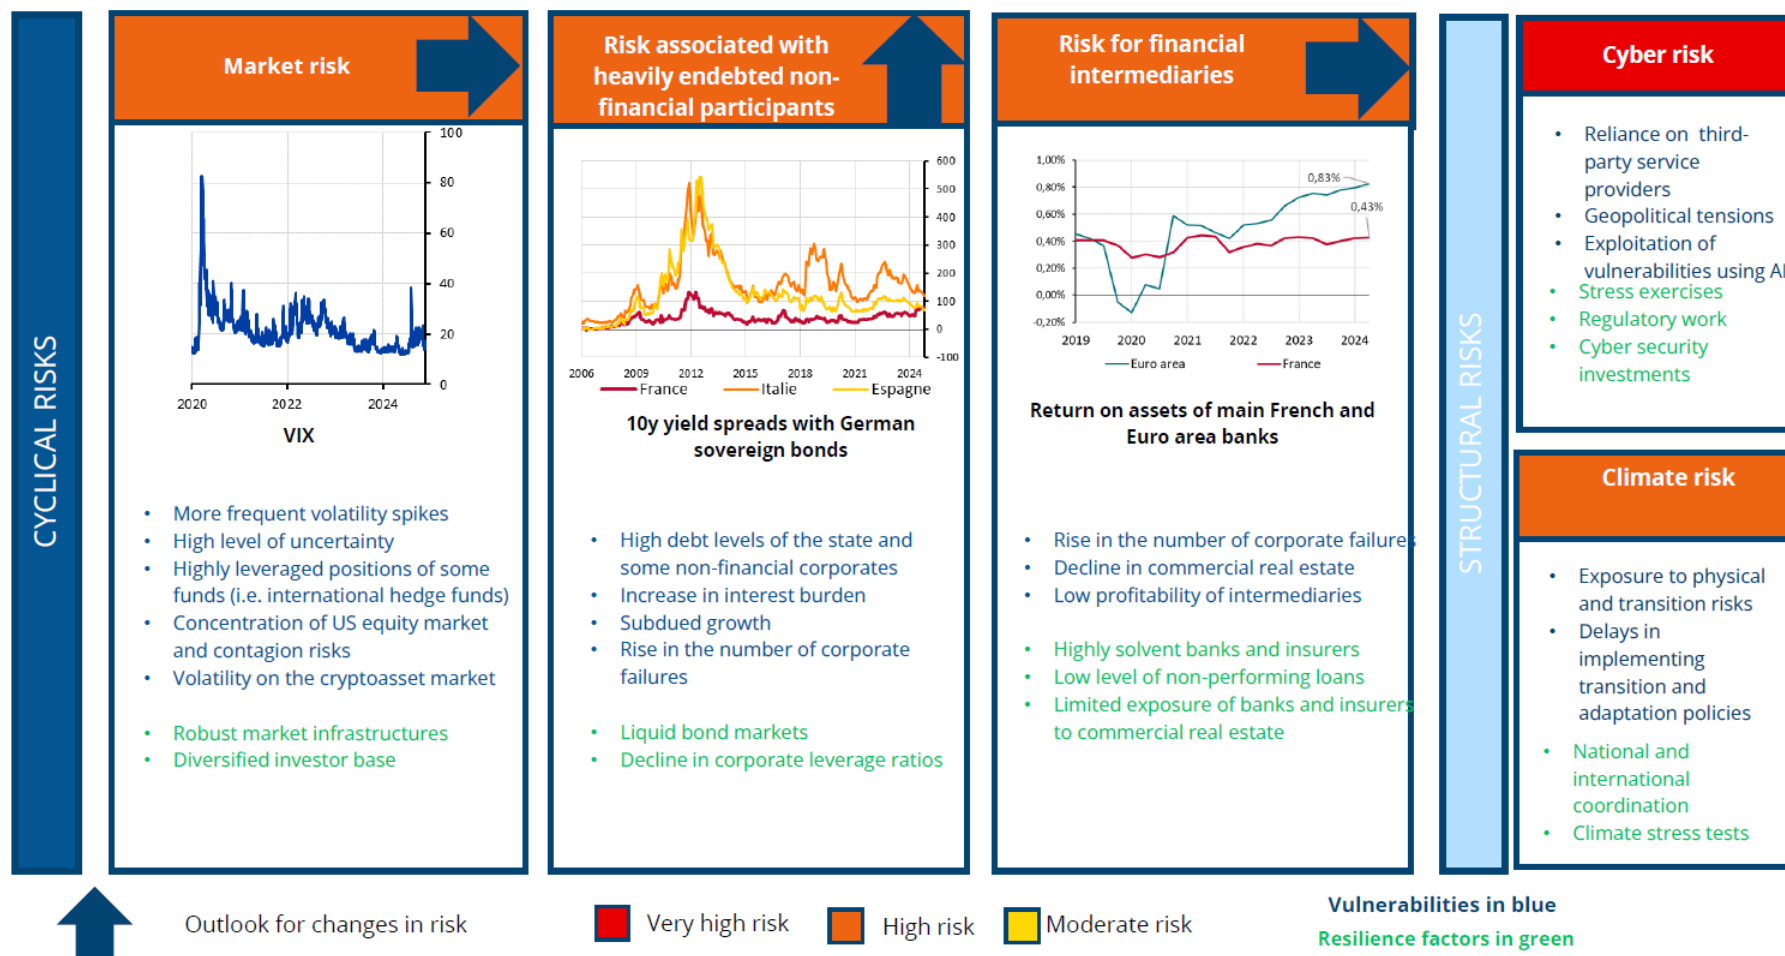 CYCLICAL RISKS
Market risk
100
80
60
40
20
0
2020
2022
2024
VIX
• More frequent volatility spikes
• High level of uncertainty
• Highly leveraged positions of some
funds (i.e. international hedge funds)
• Concentration of US equity market
and contagion risks
• Volatility on the cryptoasset market
• Robust market infrastructures
• Diversified investor base
Risk associated with
heavily endebted non-
financial participants
600
500
400
300
200
100
0
-100
2006
2009
2012
2015
2018
2021
2024
France
Italie
Espagne
10y yield spreads with German
sovereign bonds
• High debt levels of the state and
some non-financial corporates
• Increase in interest burden
• Subdued growth
• Rise in the number of corporate
failures
• Liquid bond markets
• Decline in corporate leverage ratios
Risk for financial
intermediaries
1,00%
0,80%
0,60%
0,40%
0,20%
0,00%
-0,20%
0,83%
0,43%
2019
2020
2021
2022
2023
2024
Euro area
France
Return on assets of main French and
Euro area banks
• Rise in the number of corporate failures
• Decline in commercial real estate
• Low profitability of intermediaries
• Highly solvent banks and insurers
• Low level of non-performing loans
• Limited exposure of banks and insurers
to commercial real estate
STRUCTURAL RISKS
Cyber risk
• Reliance on third-
party service
providers
• Geopolitical tensions
• Exploitation of
vulnerabilities using AI
• Stress exercises
• Regulatory work
• Cyber security
investments
Climate risk
• Exposure to physical
and transition risks
• Delays in
implementing
transition and
adaptation policies
• National and
international
coordination
• Climate stress tests
Outlook for changes in risk
Very high risk
High risk
Moderate risk
Vulnerabilities in blue
Resilience factors in green